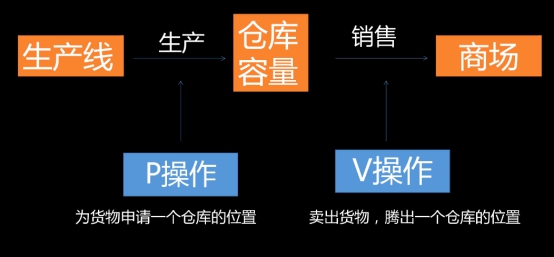 生产线
生产
仓库
容量
销售
商场
P操作
V操作
为货物申请一个仓库的位置
卖出货物，腾出一个仓库的位置